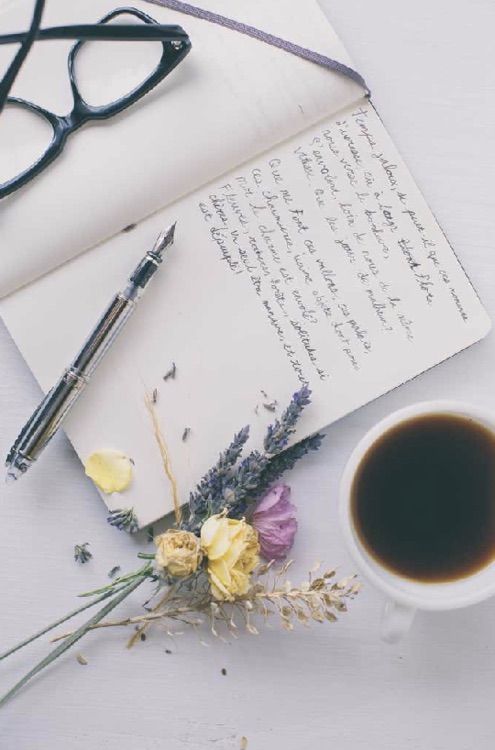 Temps jaloux, se peut-il que ces moments
d'ivresse, où à longs
nous verse le bonheur,
s'envolent loin de nous de la même
vitesse que les jours de malheur?
Que me font ces vallons, ces palais,
ces chaumières, vains objets dont pour
moi le charme est envolé?
Fleuves, rochers, forêts, solitudes si
chères, un seul être vous manque, et tout
est dépeuplé!